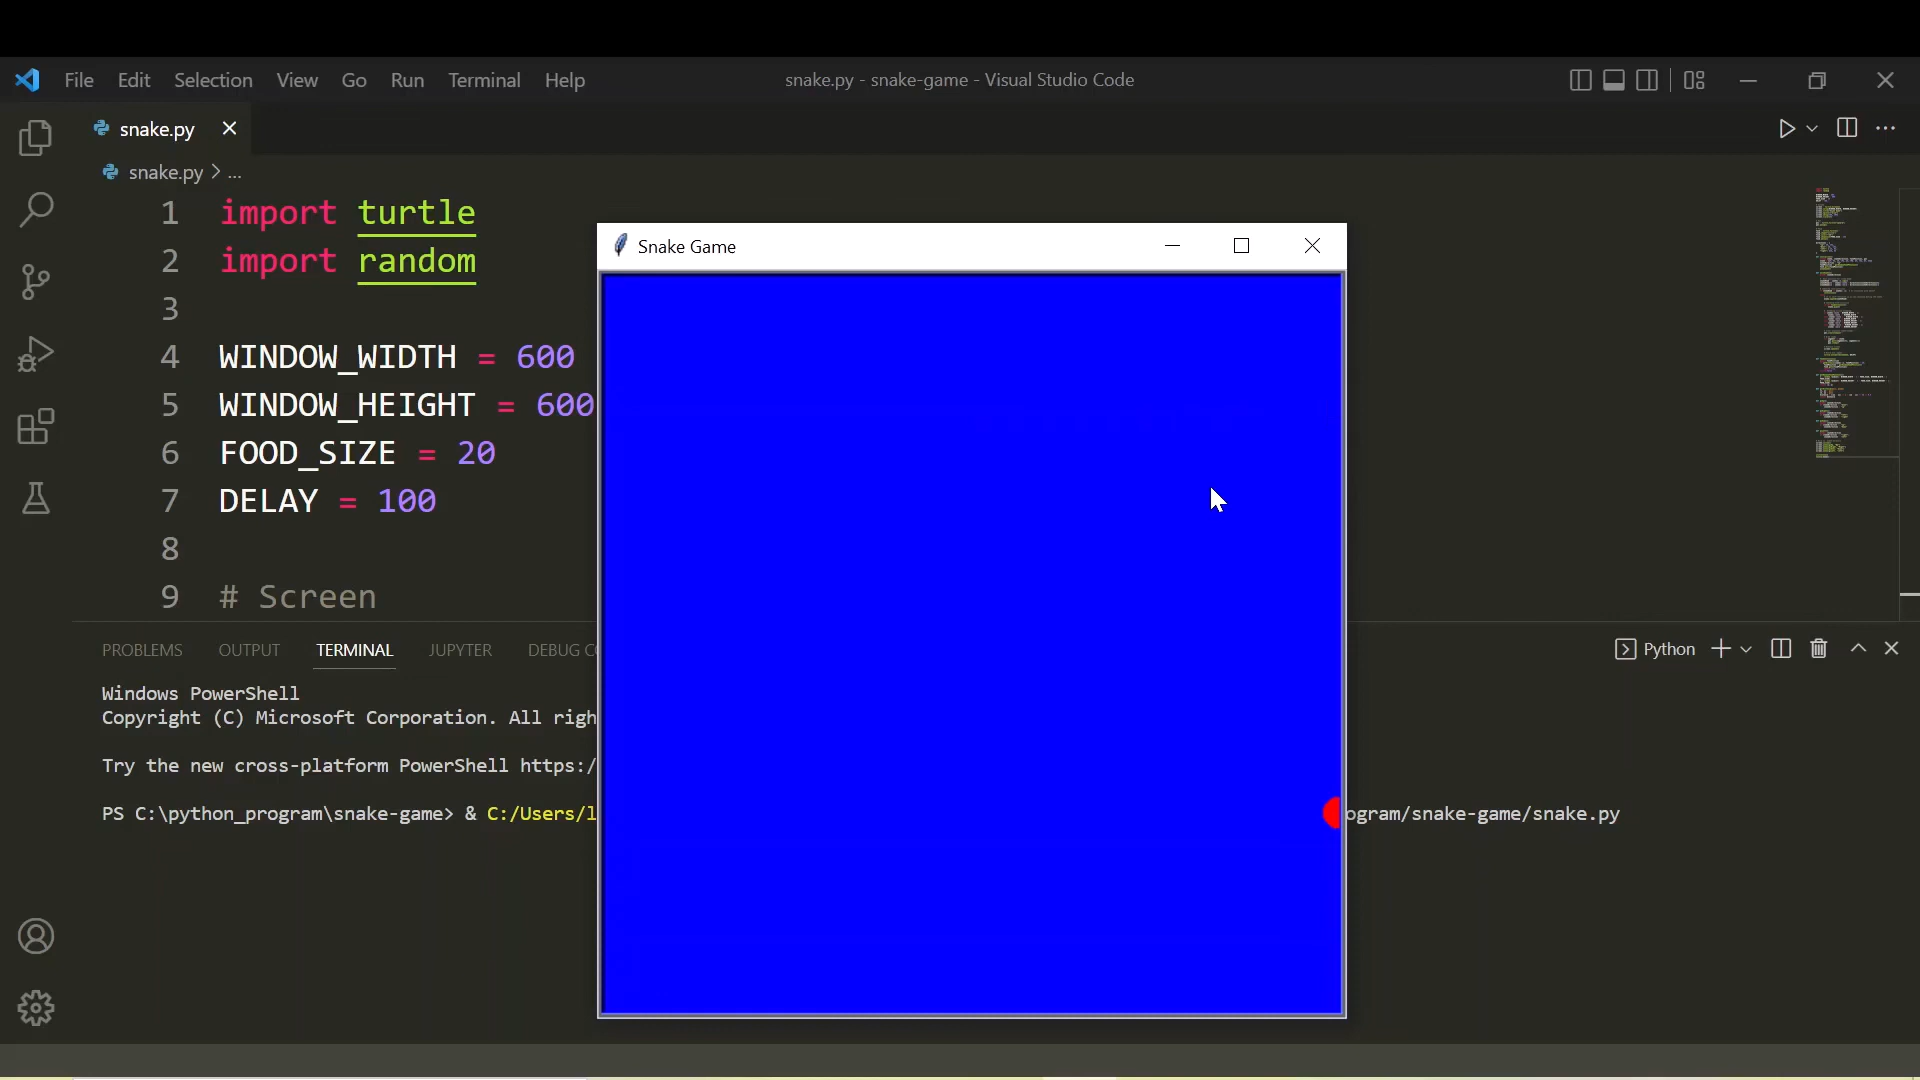 File Edit Selection View Go Run Terminal Help snake.py - snake-game - Visual Studio Code
snake.py
snake.py > ...
1 import turtle
2 import random
3
4 WINDOW_WIDTH = 600
5 WINDOW_HEIGHT = 600
6 FOOD_SIZE = 20
7 DELAY = 100
8
9 # Screen
Snake Game
PROBLEMS OUTPUT TERMINAL JUPYTER DEBUG C
Python
Windows PowerShell
Copyright (C) Microsoft Corporation. All righ
Try the new cross-platform PowerShell https:/
PS C:\python_program\snake-game> & C:/Users/l ogram/snake-game/snake.py